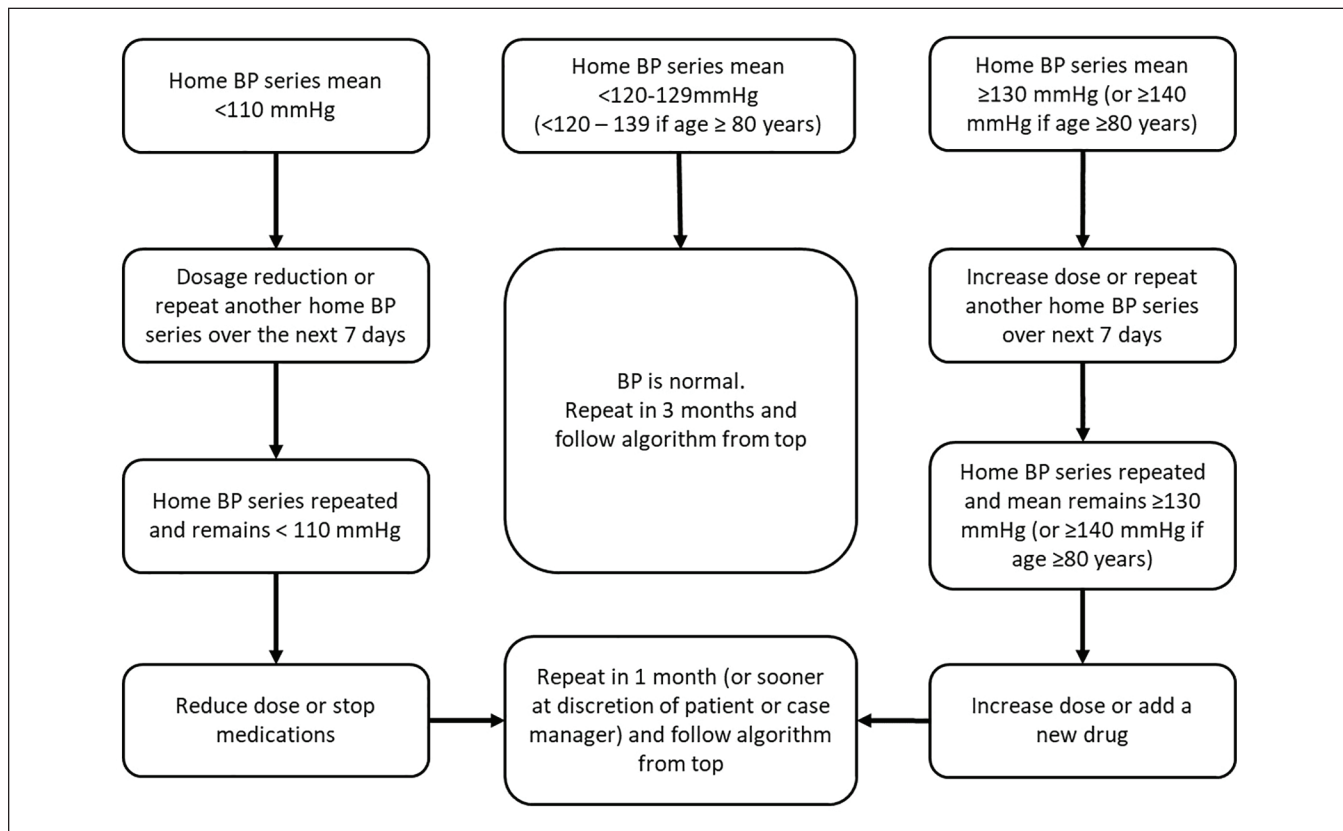 Home BP series mean
<110 mmHg
Home BP series mean
<120-129mmHg
(<120 – 139 if age ≥ 80 years)
Home BP series mean
≥130 mmHg (or ≥140
mmHg if age ≥80 years)
Dosage reduction or
repeat another home BP
series over the next 7 days
BP is normal.
Repeat in 3 months and
follow algorithm from top
Increase dose or repeat
another home BP series
over next 7 days
Home BP series repeated
and remains < 110 mmHg
Home BP series repeated
and mean remains ≥130
mmHg (or ≥140 mmHg if
age ≥80 years)
Reduce dose or stop
medications
Repeat in 1 month (or sooner
at discretion of patient or case
manager) and follow algorithm
from top
Increase dose or add a
new drug